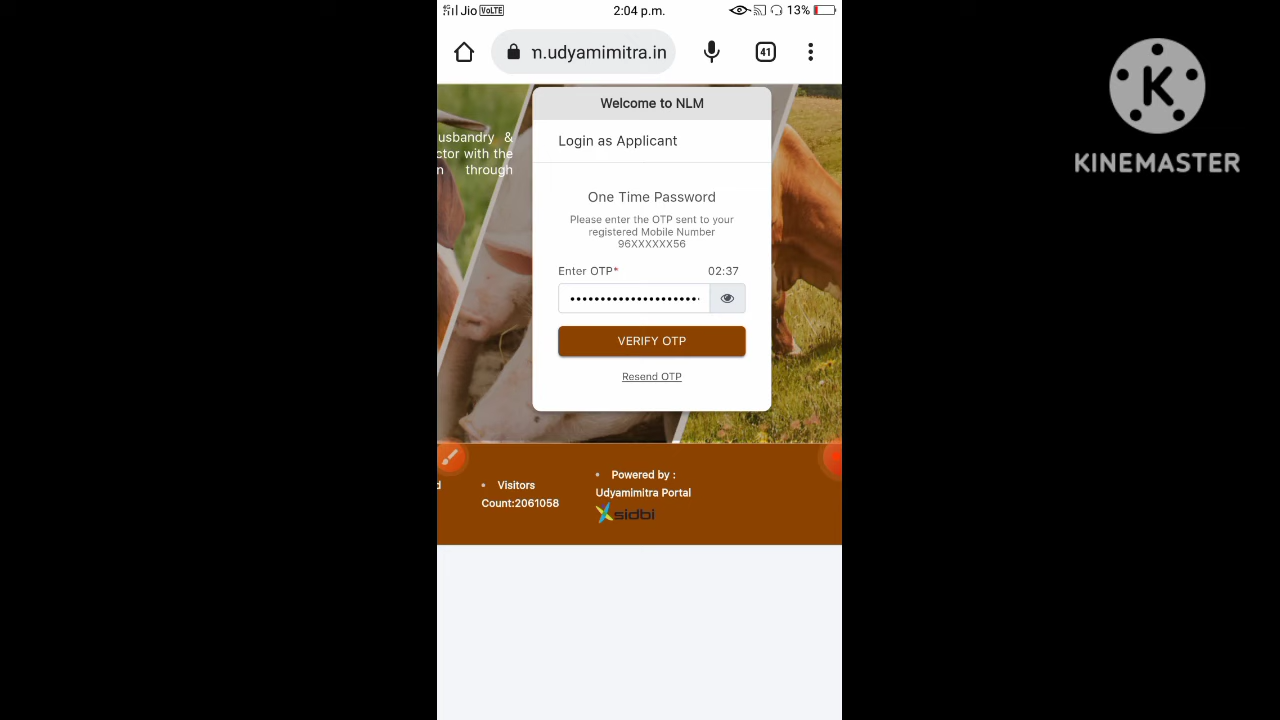 Jio VoLTE 2:04 p.m. 13%
n.udyamimitra.in 41
KINEMASTER
Welcome to NLM
Login as Applicant
usbandry &
ctor with the
n through
One Time Password
Please enter the OTP sent to your
registered Mobile Number
96XXXXXX56
Enter OTP* 02:37
VERIFY OTP
Resend OTP
d
Visitors
Count:2061058
Powered by :
Udyamimitra Portal
sidbi